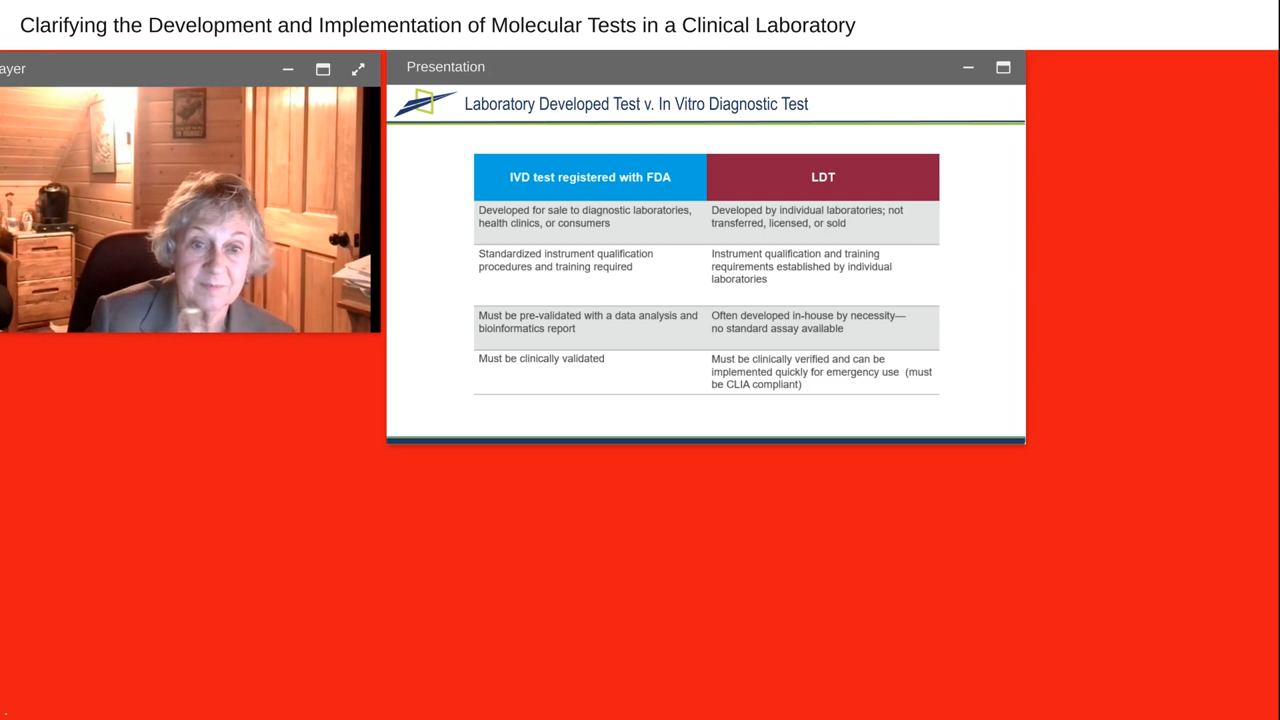 Clarifying the Development and Implementation of Molecular Tests in a Clinical Laboratory
ayer
Presentation
Laboratory Developed Test v. In Vitro Diagnostic Test
IVD test registered with FDA
LDT
Developed for sale to diagnostic laboratories,
health clinics, or consumers
Developed by individual laboratories; not
transferred, licensed, or sold
Standardized instrument qualification
procedures and training required
Instrument qualification and training
requirements established by individual
laboratories
Must be pre-validated with a data analysis and
bioinformatics report
Often developed in-house by necessity—
no standard assay available
Must be clinically validated
Must be clinically verified and can be
implemented quickly for emergency use (must
be CLIA compliant)